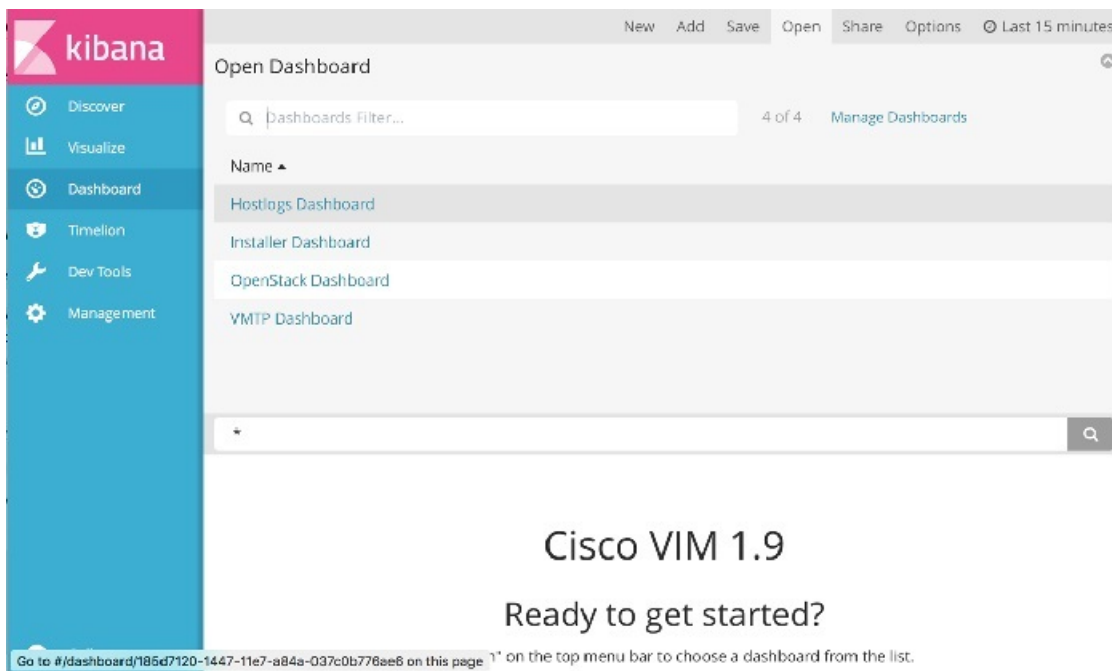 kibana
New Add Save Open Share Options Last 15 minutes
Open Dashboard
Dashboards Filter...
4 of 4 Manage Dashboards
Name
Hostlogs Dashboard
Installer Dashboard
OpenStack Dashboard
VMTP Dashboard
Discover
Visualize
Dashboard
Timelion
Dev Tools
Management
*
Cisco VIM 1.9
Ready to get started?
" on the top menu bar to choose a dashboard from the list.
Go to #/dashboard/185d7120-1447-11e7-a84a-037c0b776ae6 on this page